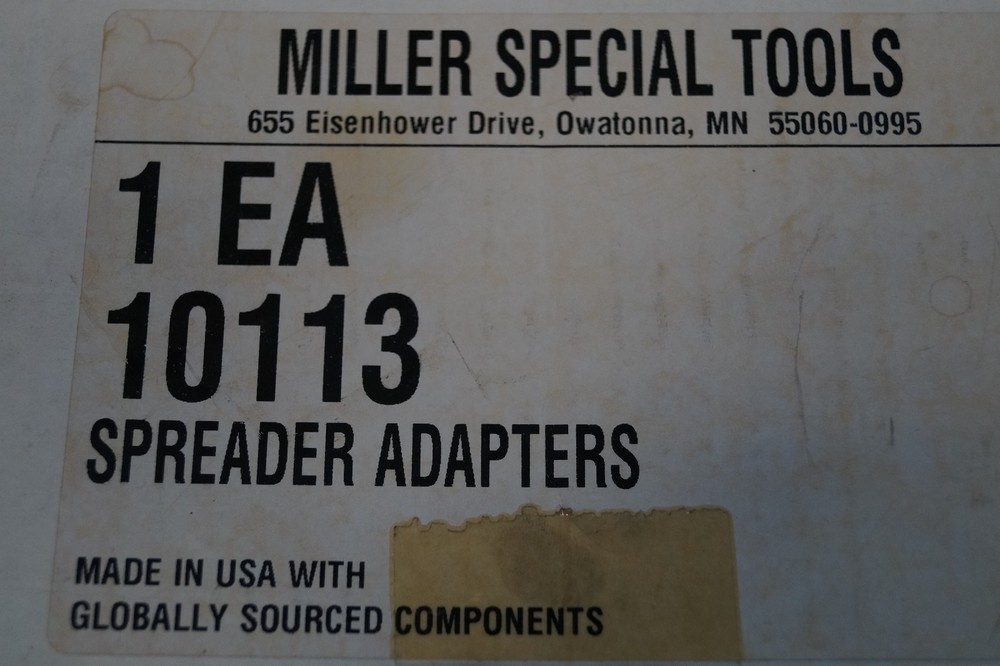 MILLER SPECIAL TOOLS
655 Eisenhower Drive, Owatonna, MN 55060-0995
1 EA
10113
SPREADER ADAPTERS
MADE IN USA WITH
GLOBALLY SOURCED COMPONENTS